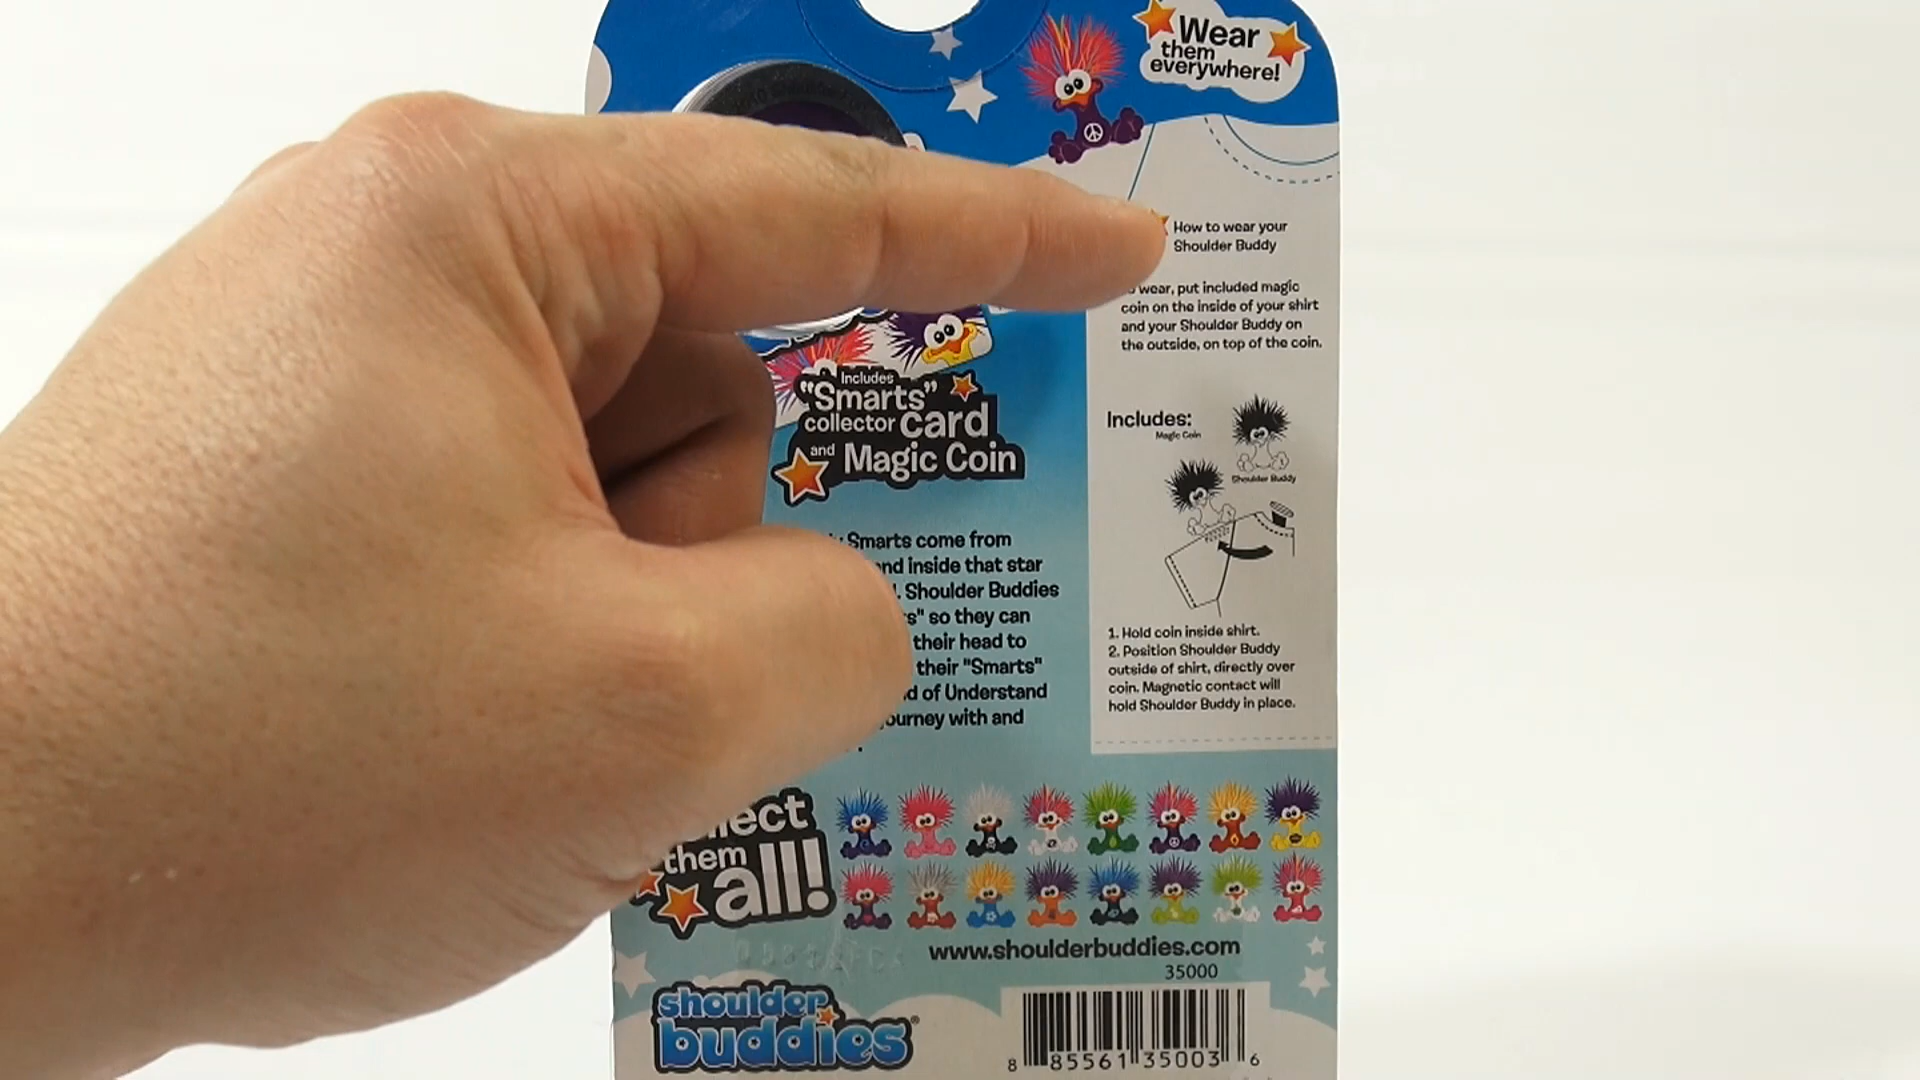 Wear
them
everywhere!
How to wear your
Shoulder Buddy
wear, put included magic
coin on the inside of your shirt
and your Shoulder Buddy on
the outside, on top of the coin.
Includes
"Smarts"
collector card
and Magic Coin
Includes:
Magic Coin
Shoulder Buddy
Smarts come from
inside that star
Shoulder Buddies
so they can
their head to
their "Smarts"
of Understand
with and
1. Hold coin inside shirt.
2. Position Shoulder Buddy
outside of shirt, directly over
coin. Magnetic contact will
hold Shoulder Buddy in place.
them
all!
www.shoulderbuddies.com
35000
shoulder
buddies®
8 85561 35003 6